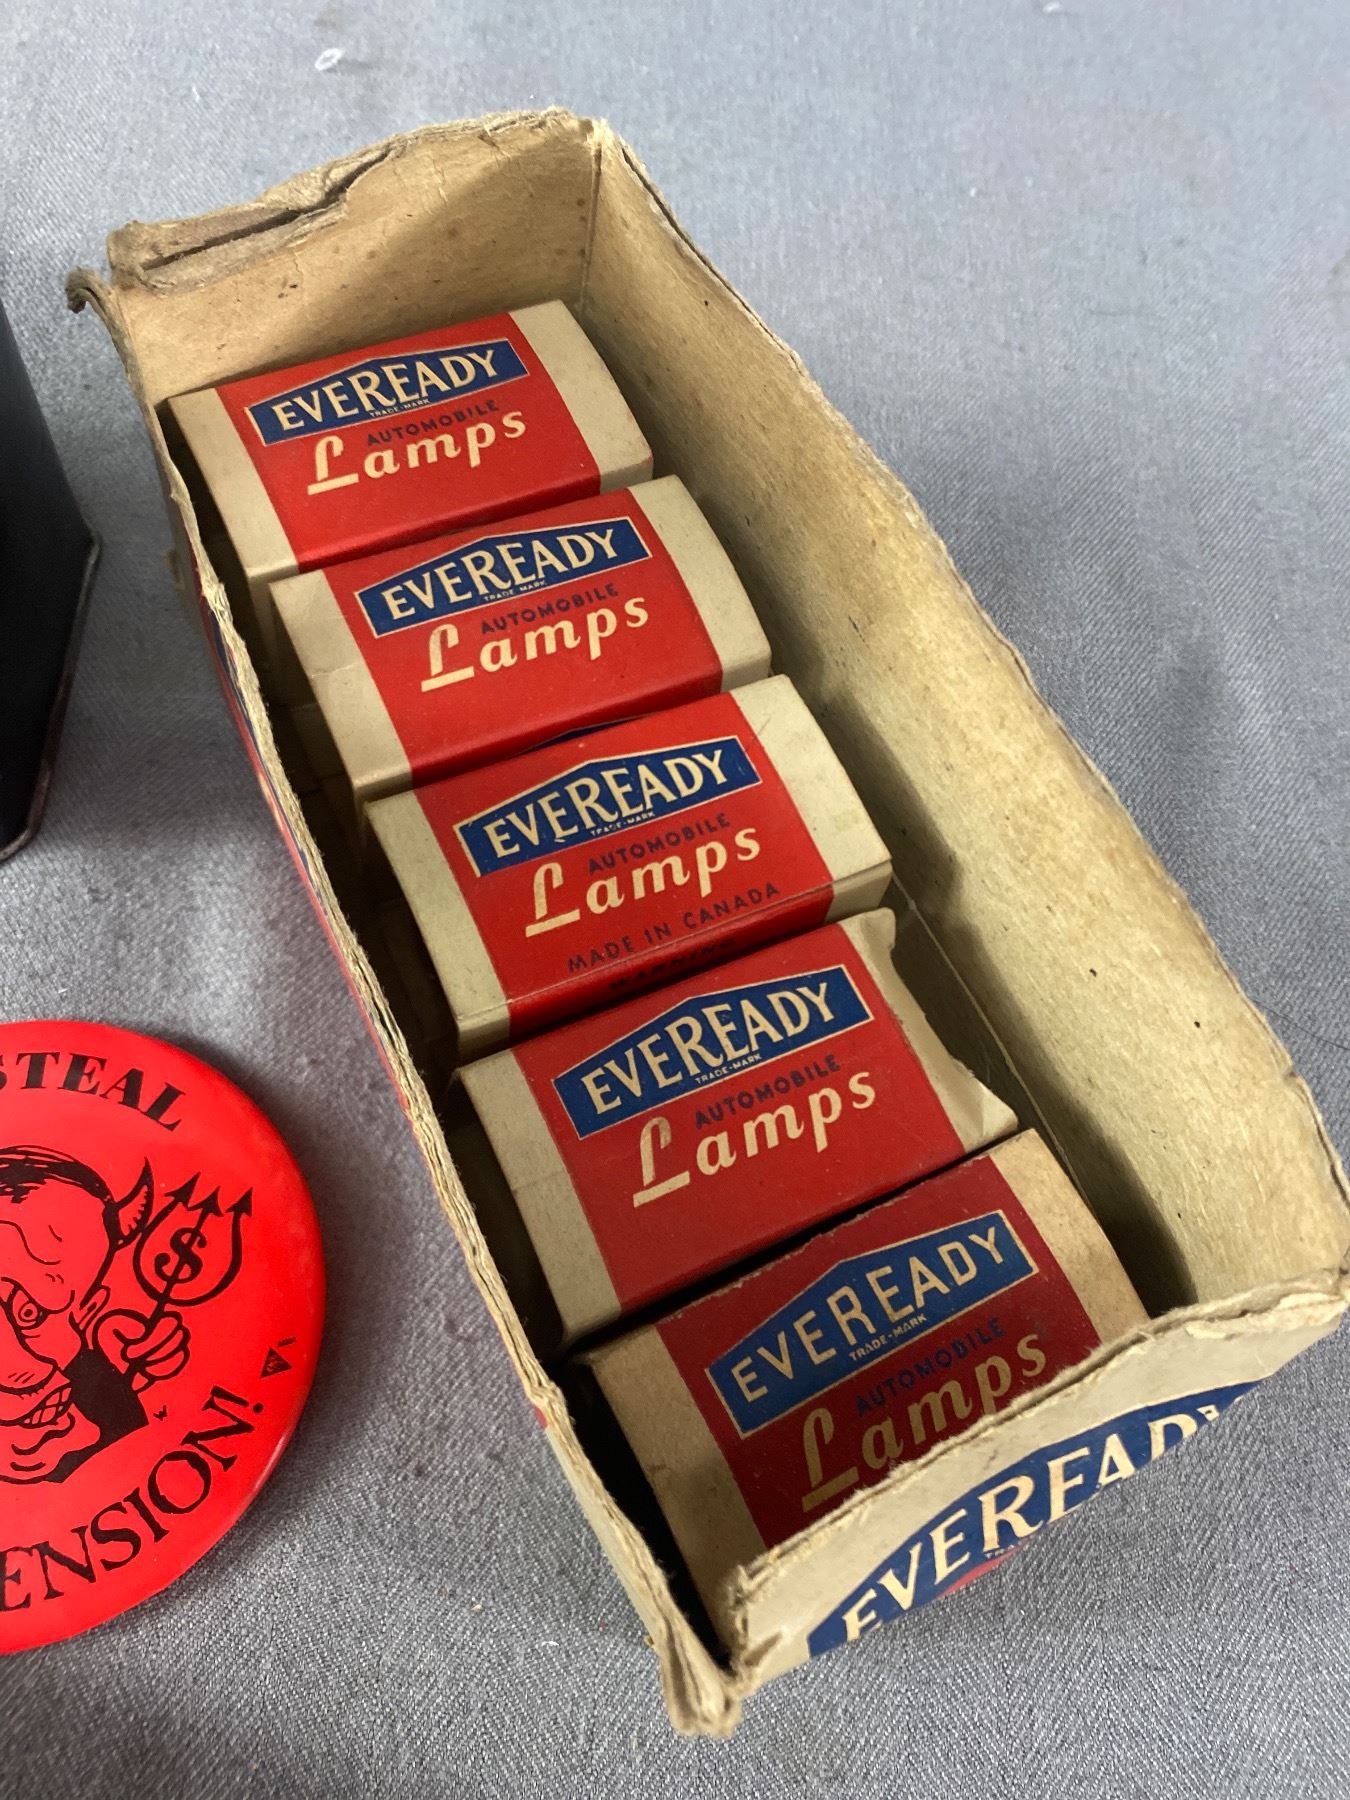 EVEREADY
TRADE-MARK
AUTOMOBILE
Lamps
EVEREADY
TRADE MARK
AUTOMOBILE
Lamps
EVEREADY
TRADE-MARK
AUTOMOBILE
Lamps
MADE IN CANADA
WARNING
EVEREADY
TRADE-MARK
AUTOMOBILE
Lamps
EVEREADY
TRADE-MARK
AUTOMOBILE
Lamps
EVEREADY
STEAL
$
ENSION!